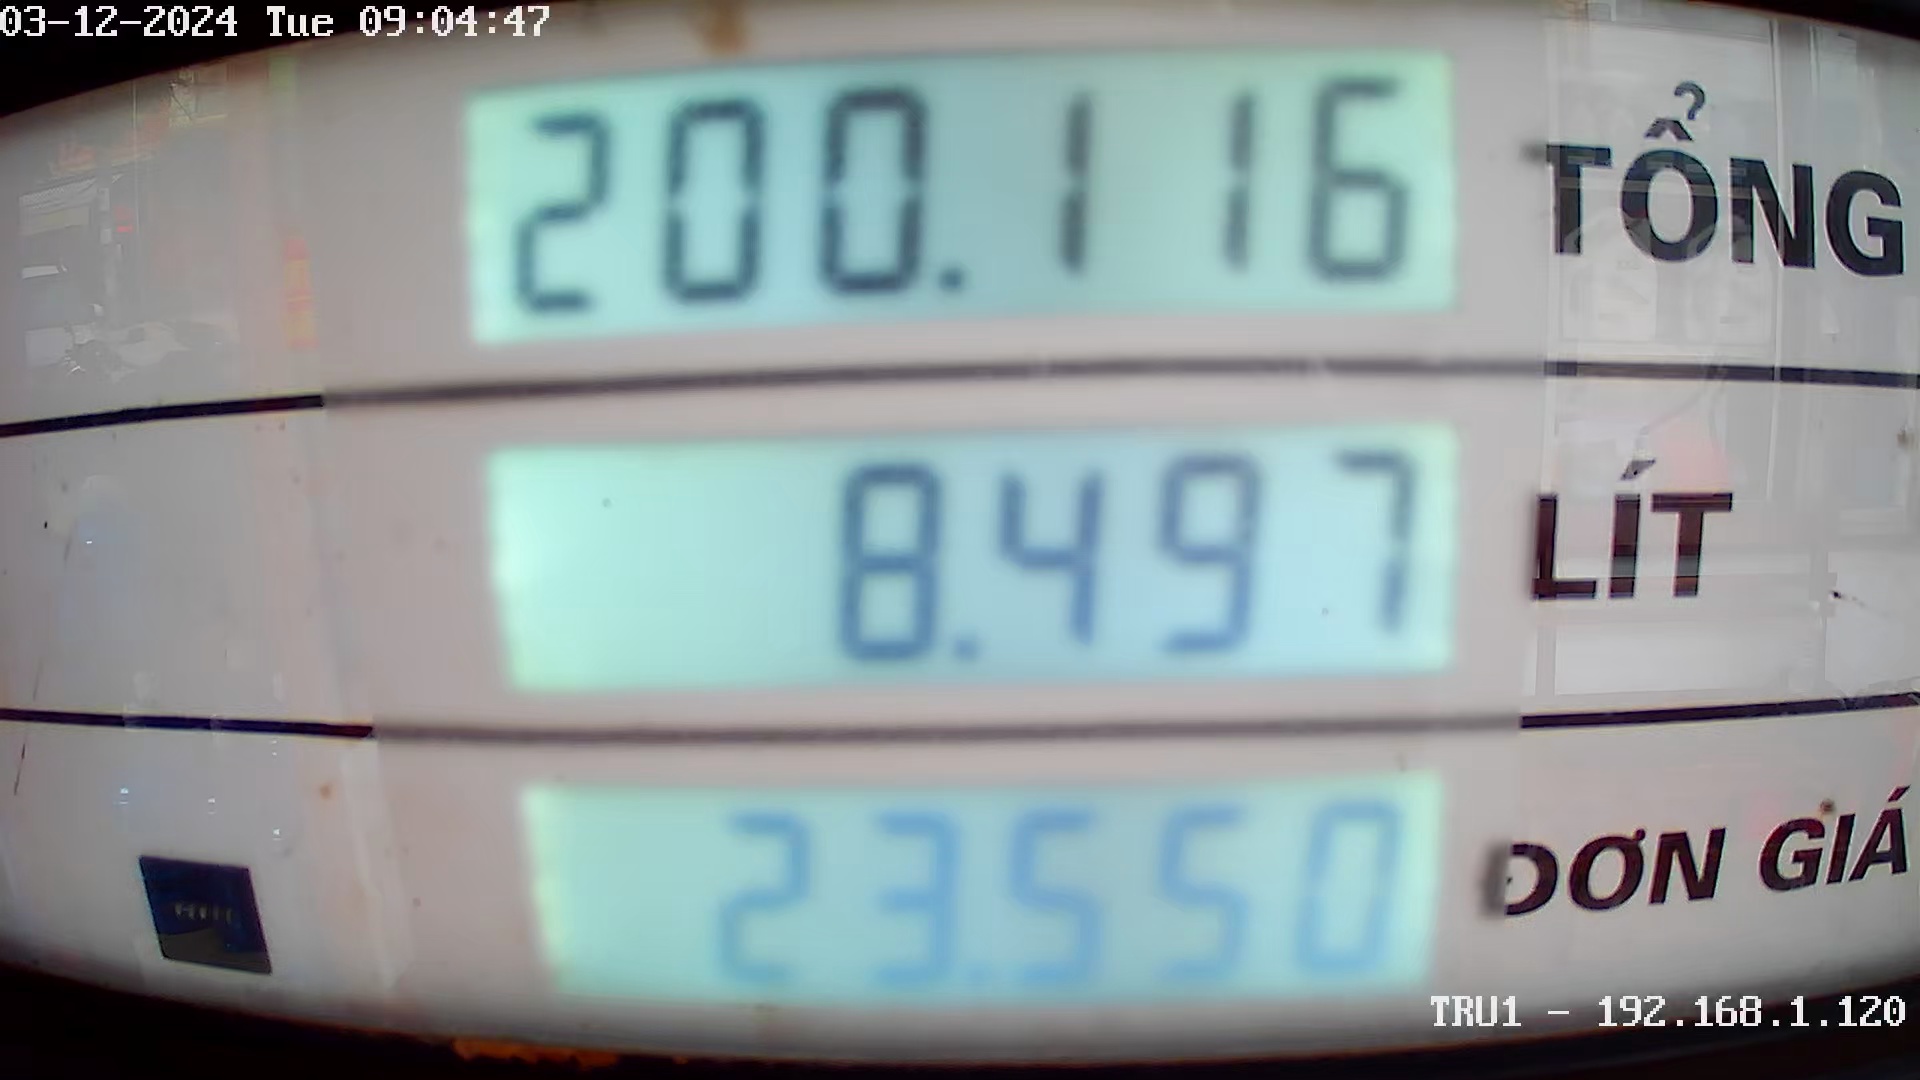 03-12-2024 Tue 09:04:47
200.116 TỔNG
8.497 LÍT
23.550 ĐƠN GIÁ
TRU1 - 192.168.1.120